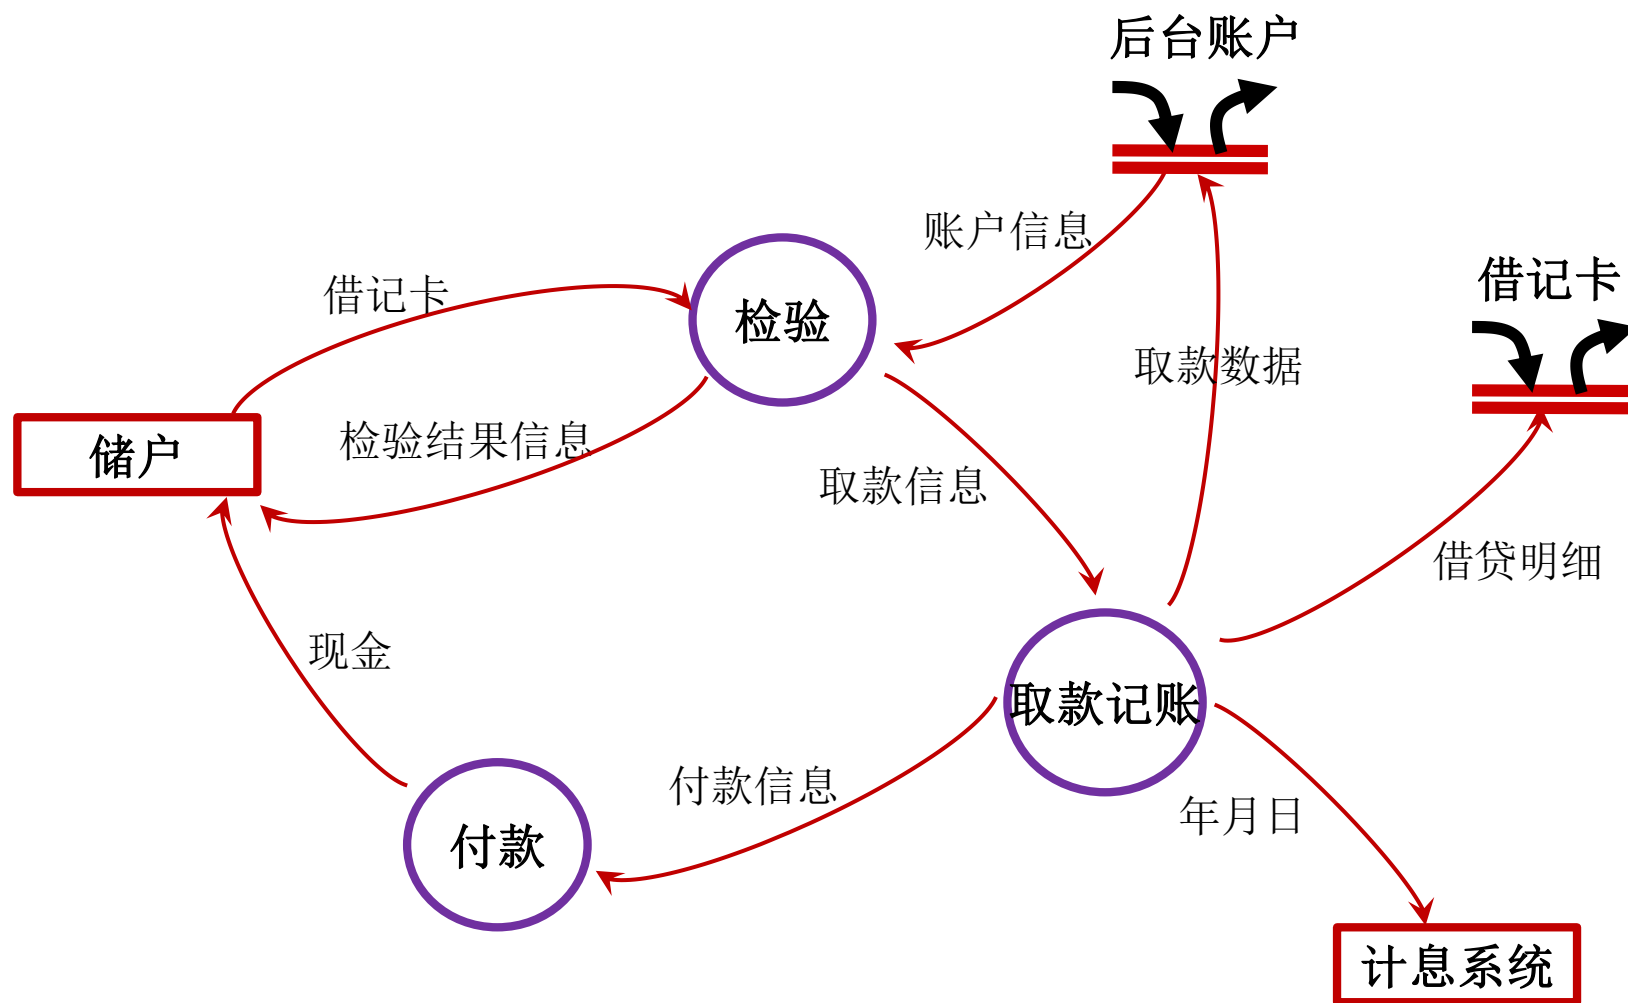 后台账户
账户信息
借记卡
借记卡
检验
取款数据
储户
检验结果信息
取款信息
借贷明细
现金
取款记账
付款信息
年月日
付款
计息系统